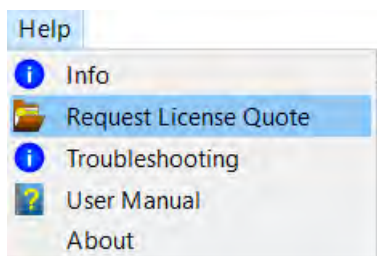 Help
Info
Request License Quote
Troubleshooting
User Manual
About